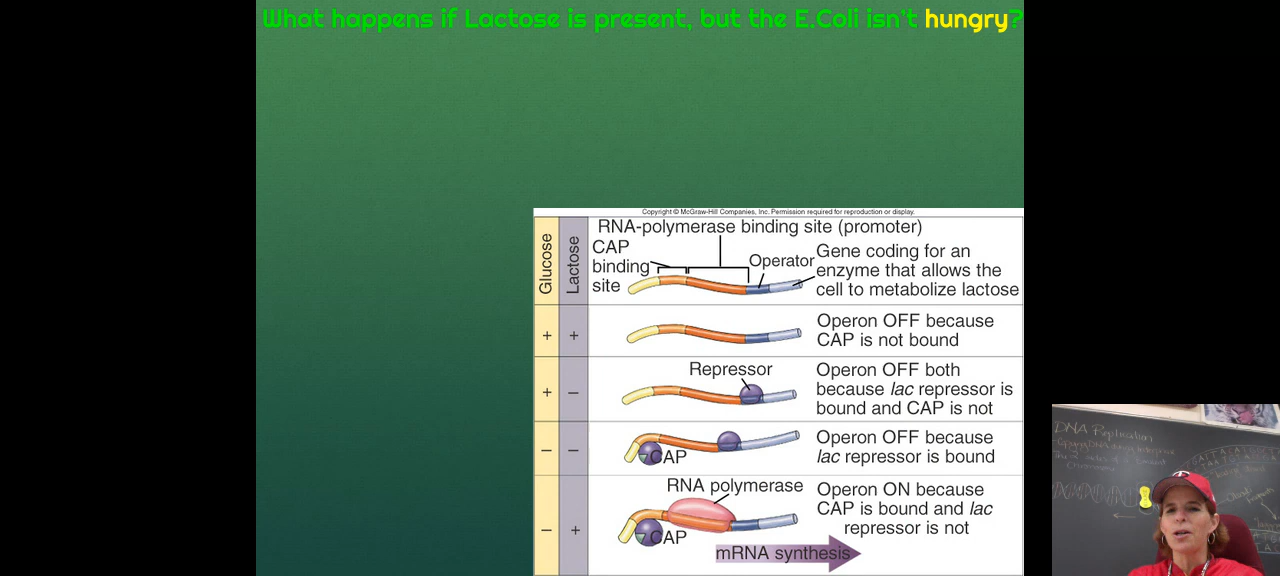 What happens if Lactose is present, but the E.Coli isn't hungry?
Copyright © McGraw-Hill Companies, Inc. Permission required for reproduction or display.
Glucose
Lactose
RNA-polymerase binding site (promoter)
CAP
binding
site
Operator
Gene coding for an
enzyme that allows the
cell to metabolize lactose
+
+
Operon OFF because
CAP is not bound
+
–
Repressor
Operon OFF both
because lac repressor is
bound and CAP is not
–
–
CAP
Operon OFF because
lac repressor is bound
–
+
RNA polymerase
CAP
Operon ON because
CAP is bound and lac
repressor is not
mRNA synthesis
DNA Replication